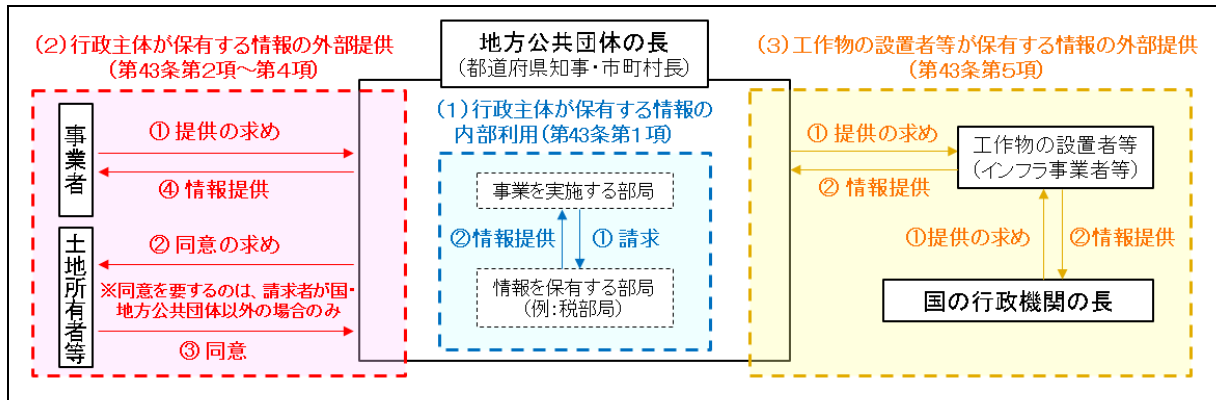 地方公共団体の長
(都道府県知事・市町村長)
(2)行政主体が保有する情報の外部提供
(第43条第2項~第4項)
事業者
① 提供の求め
④ 情報提供
土地所有者等
② 同意の求め
※同意を要するのは、請求者が国・
地方公共団体以外の場合のみ
③ 同意
(1)行政主体が保有する情報の
内部利用(第43条第1項)
事業を実施する部局
②情報提供
① 請求
情報を保有する部局
(例:税部局)
(3)工作物の設置者等が保有する情報の外部提供
(第43条第5項)
① 提供の求め
② 情報提供
工作物の設置者等
(インフラ事業者等)
①提供の求め
②情報提供
国の行政機関の長